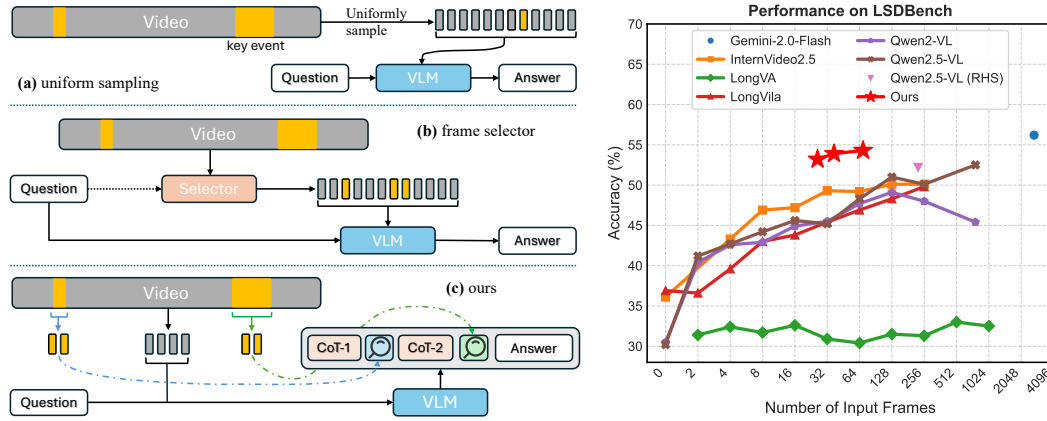 Video
Uniformly
sample
key event
(a) uniform sampling
Question
VLM
Answer
Video
(b) frame selector
Question
Selector
VLM
Answer
Video
(c) ours
CoT-1
CoT-2
Answer
Question
VLM
Performance on LSDBench
Gemini-2.0-Flash
InternVideo2.5
LongVA
LongVila
Qwen2-VL
Qwen2.5-VL
Qwen2.5-VL (RHS)
Ours
Accuracy (%)
70
65
60
55
50
45
40
35
30
0
2
4
8
16
32
64
128
256
512
1024
2048
4096
Number of Input Frames